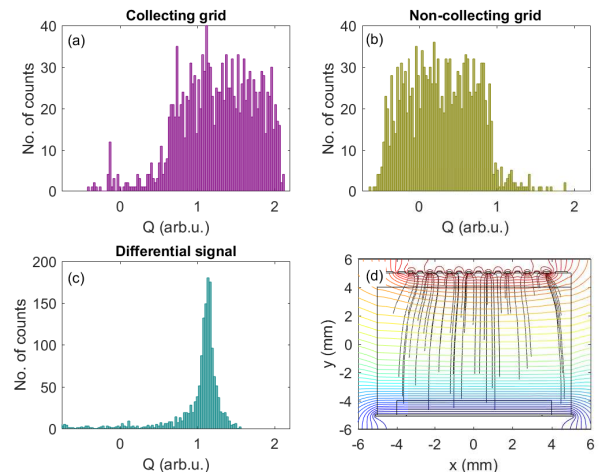 Collecting grid
Non-collecting grid
(a)
(b)
No. of counts
40
30
20
10
0
0
1
2
Q (arb.u.)
No. of counts
40
30
20
10
0
0
1
2
Q (arb.u.)
Differential signal
(c)
(d)
No. of counts
200
150
100
50
0
0
1
2
Q (arb.u.)
y (mm)
6
4
2
0
-2
-4
-6
-6
-4
-2
0
2
4
6
x (mm)